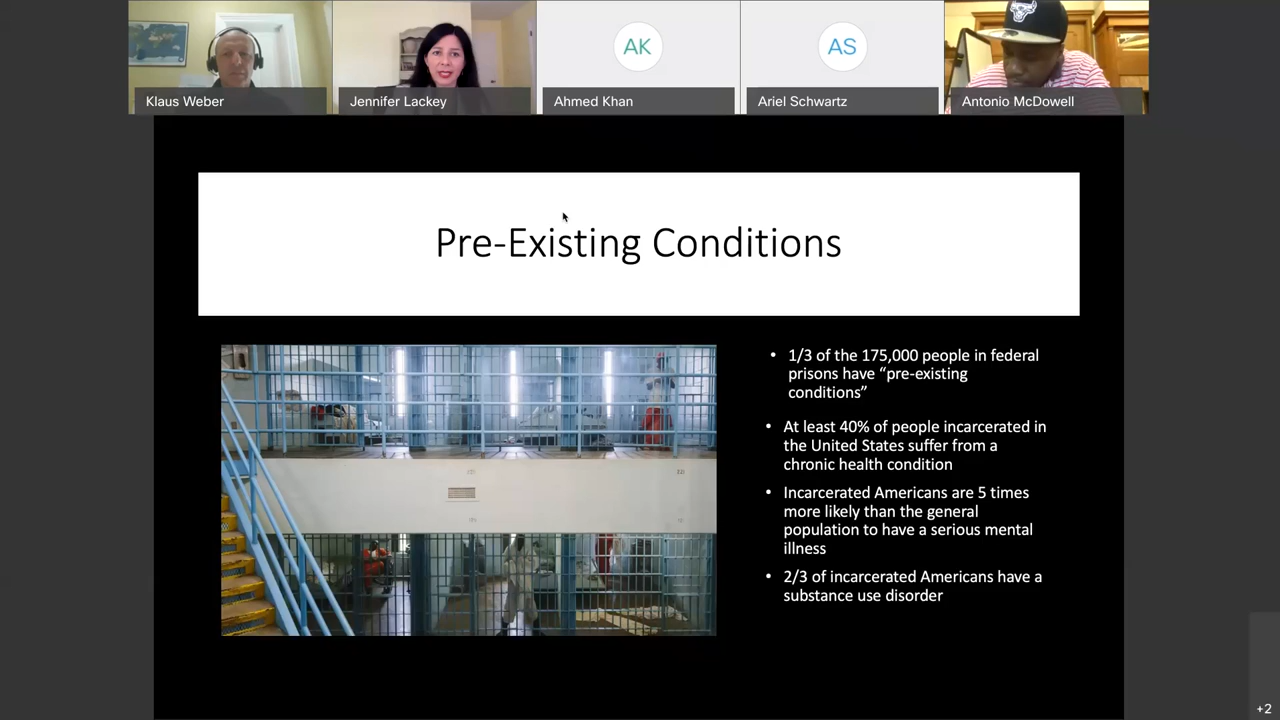 AK
AS
Klaus Weber
Jennifer Lackey
Ahmed Khan
Ariel Schwartz
Antonio McDowell
Pre-Existing Conditions
• 1/3 of the 175,000 people in federal
prisons have “pre-existing
conditions”
• At least 40% of people incarcerated in
the United States suffer from a
chronic health condition
• Incarcerated Americans are 5 times
more likely than the general
population to have a serious mental
illness
• 2/3 of incarcerated Americans have a
substance use disorder
+2